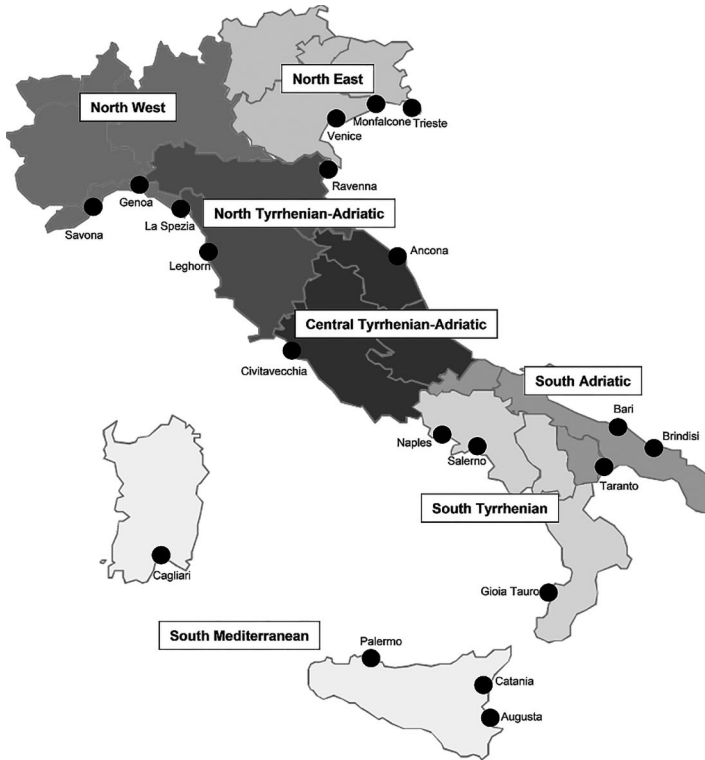 North East
North West
Monfalcone
Trieste
Venice
Ravenna
Genoa
North Tyrrhenian-Adriatic
La Spezia
Savona
Ancona
Leghorn
Central Tyrrhenian-Adriatic
Civitavecchia
South Adriatic
Bari
Brindisi
Naples
Salerno
Taranto
South Tyrrhenian
Cagliari
Gioia Tauro
South Mediterranean
Palermo
Catania
Augusta